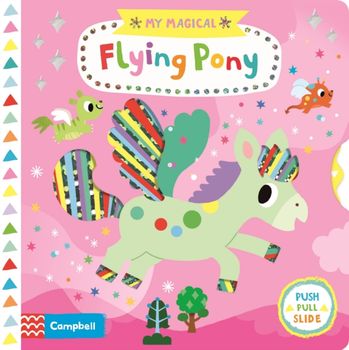 MY MAGICAL
Flying Pony
PUSH
PULL
SLIDE
Campbell